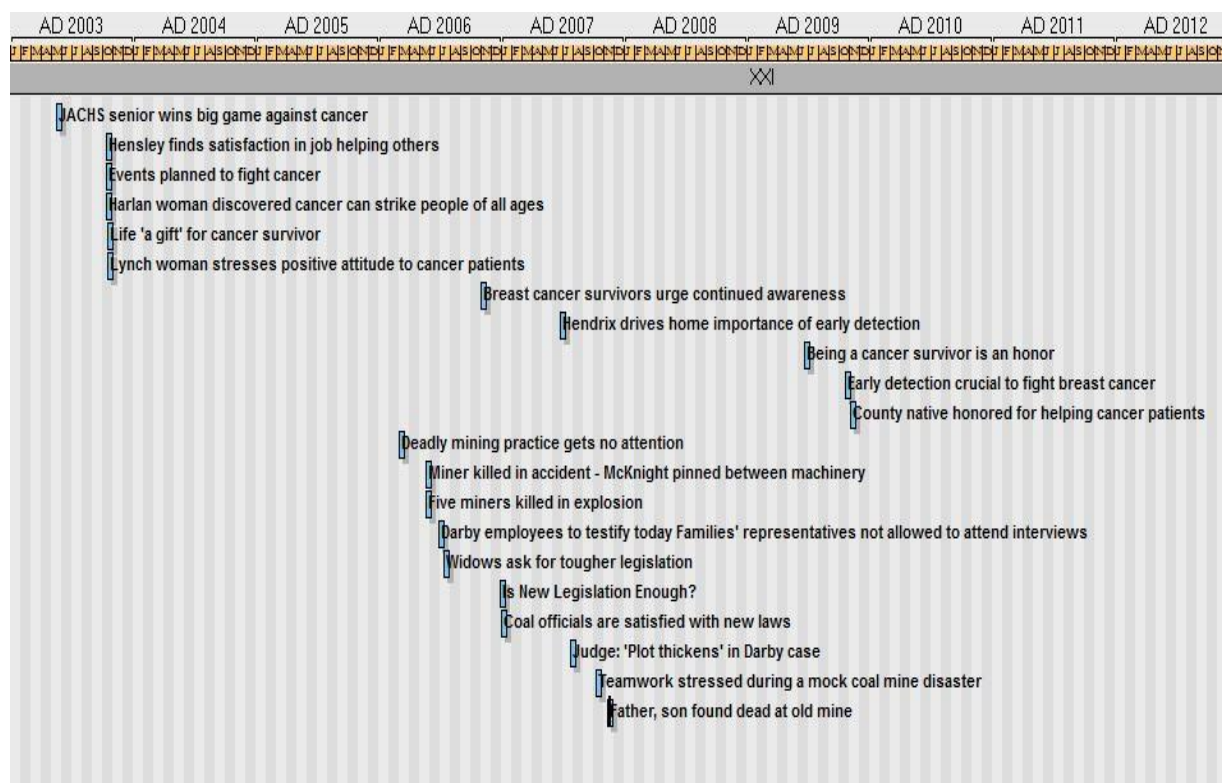 AD 2003 AD 2004 AD 2005 AD 2006 AD 2007 AD 2008 AD 2009 AD 2010 AD 2011 AD 2012
XXI
JACHS senior wins big game against cancer
Hensley finds satisfaction in job helping others
Events planned to fight cancer
Harlan woman discovered cancer can strike people of all ages
Life 'a gift' for cancer survivor
Lynch woman stresses positive attitude to cancer patients
Breast cancer survivors urge continued awareness
Hendrix drives home importance of early detection
Being a cancer survivor is an honor
Early detection crucial to fight breast cancer
County native honored for helping cancer patients
Deadly mining practice gets no attention
Miner killed in accident - McKnight pinned between machinery
Five miners killed in explosion
Darby employees to testify today Families' representatives not allowed to attend interviews
Widows ask for tougher legislation
Is New Legislation Enough?
Coal officials are satisfied with new laws
Judge: 'Plot thickens' in Darby case
Teamwork stressed during a mock coal mine disaster
Father, son found dead at old mine